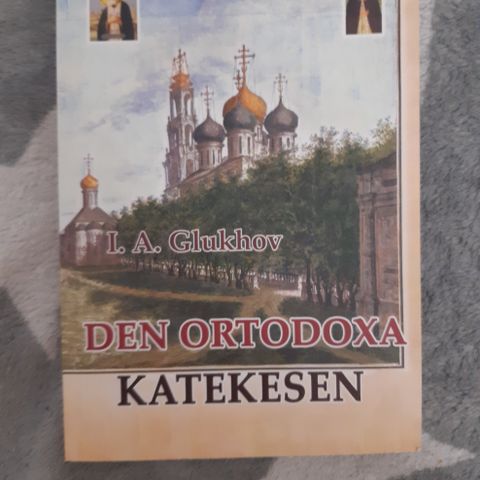 I. A. Glukhov
DEN ORTODOXA
KATEKESEN